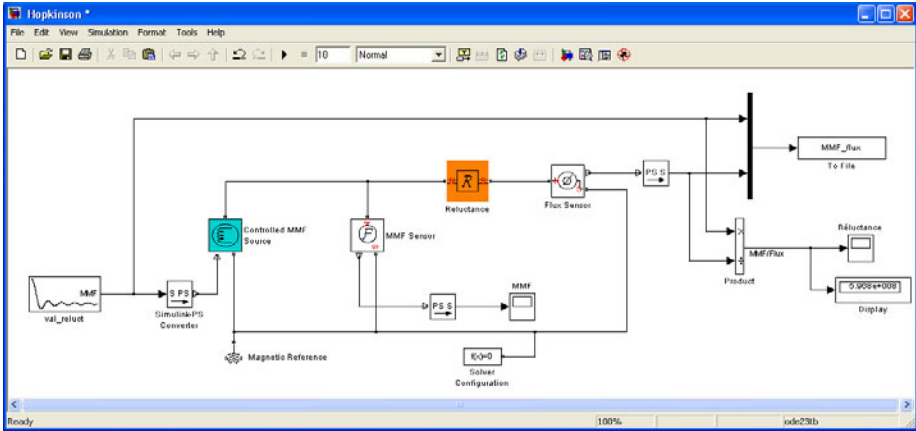 Hopkinson *
File Edit View Simulation Format Tools Help
10 Normal
MMF_flux
To File
PS S
R
Reluctance
Flux Sensor
Controlled MMF
Source
MMF Sensor
Réluctance
MMF/Flux
Product
5.908e+008
Display
MMF
val_reluct
S PS
Simulink-PS
Converter
PS S
MMF
Magnetic Reference
f(x)=0
Solver
Configuration
Ready 100% ode23tb